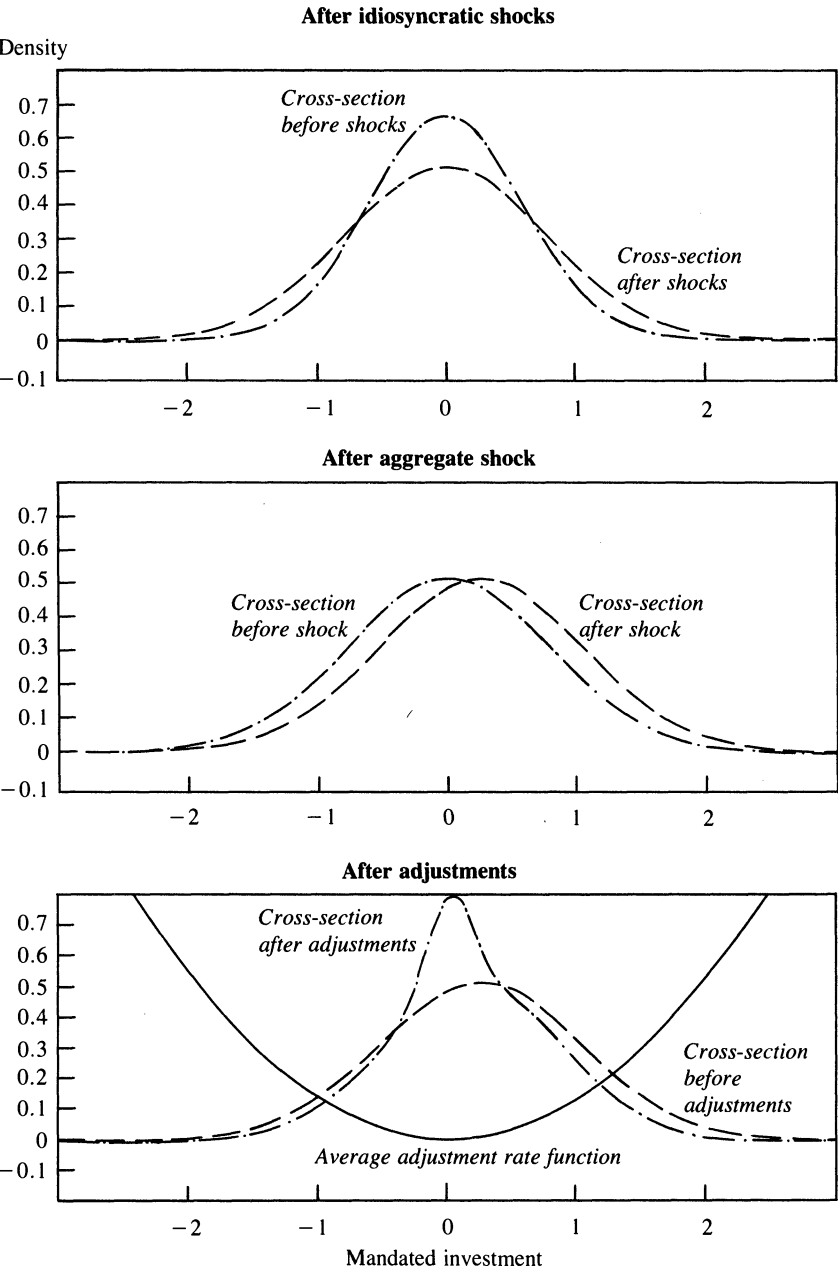 After idiosyncratic shocks
Density
Cross-section
before shocks
0.7
0.6
0.5
0.4
0.3
0.2
0.1
0
−0.1
Cross-section
after shocks
−2 −1 0 1 2
After aggregate shock
0.7
0.6
0.5
0.4
0.3
0.2
0.1
0
−0.1
Cross-section
before shock
Cross-section
after shock
−2 −1 0 1 2
After adjustments
0.7
0.6
0.5
0.4
0.3
0.2
0.1
0
−0.1
Cross-section
after adjustments
Cross-section
before
adjustments
Average adjustment rate function
−2 −1 0 1 2
Mandated investment